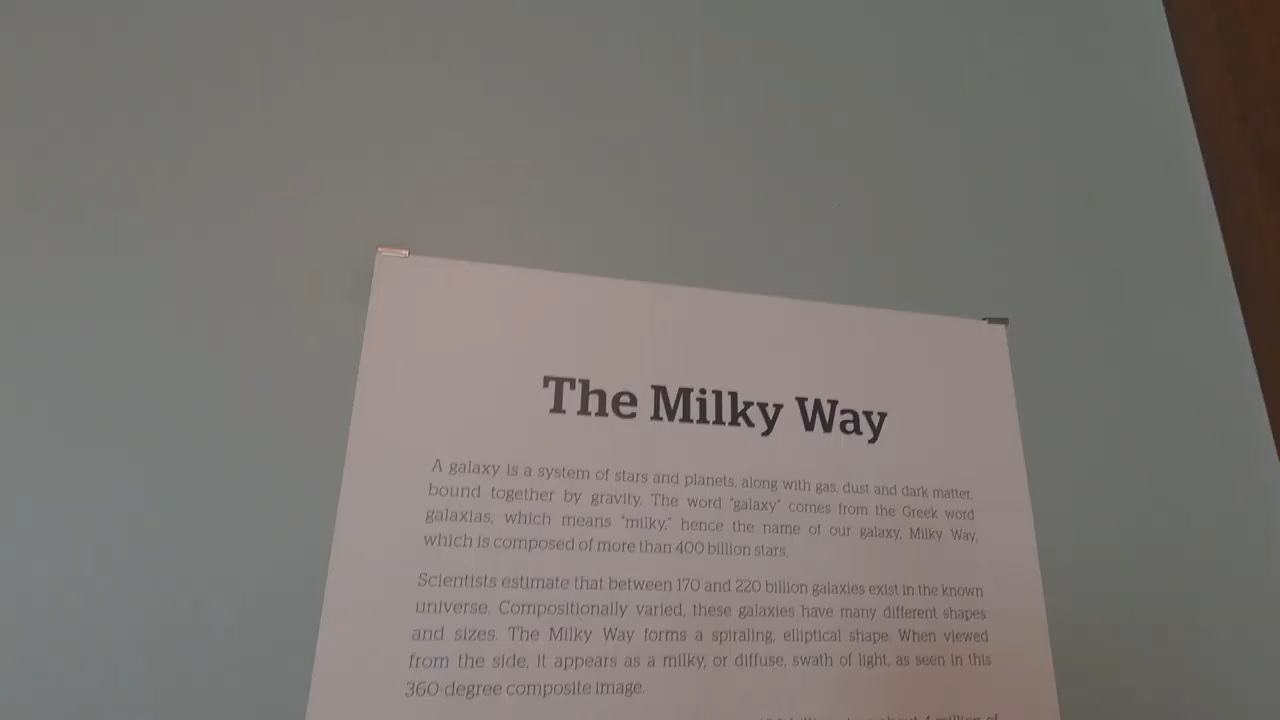 The Milky Way
A galaxy is a system of stars and planets, along with gas, dust and dark matter,
bound together by gravity. The word "galaxy" comes from the Greek word
galaxias, which means "milky," hence the name of our galaxy, Milky Way,
which is composed of more than 400 billion stars.
Scientists estimate that between 170 and 220 billion galaxies exist in the known
universe. Compositionally varied, these galaxies have many different shapes
and sizes. The Milky Way forms a spiraling, elliptical shape. When viewed
from the side, it appears as a milky, or diffuse, swath of light, as seen in this
360-degree composite image.